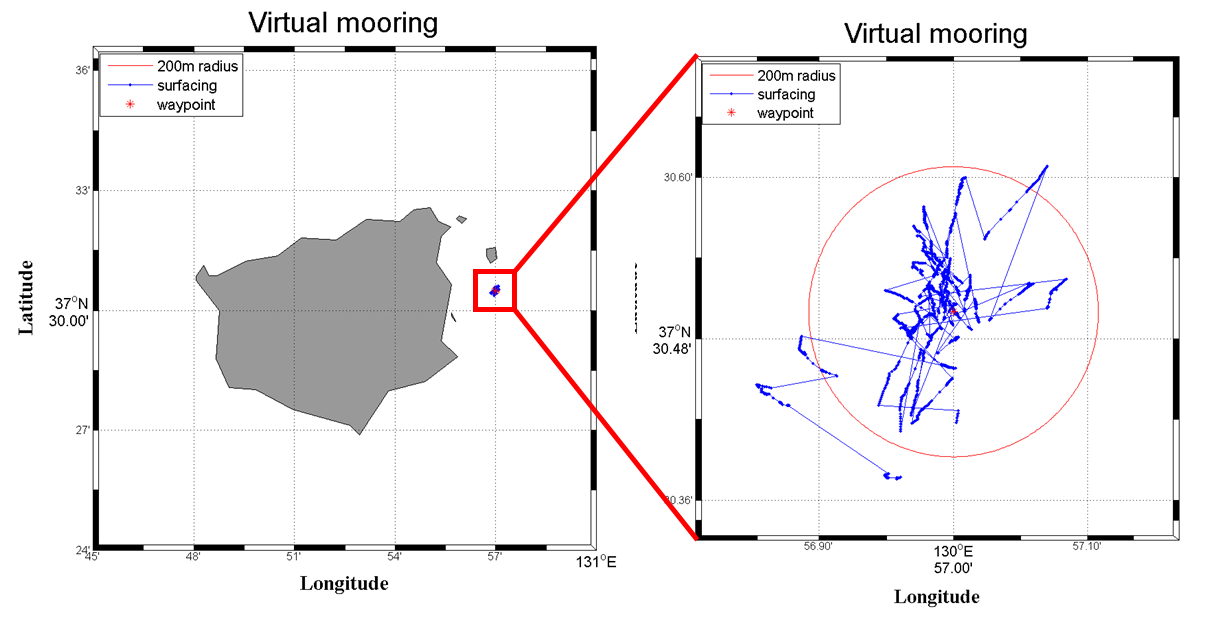 Virtual mooring
200m radius
surfacing
waypoint
36'
33'
37°N
30.00'
27'
24'
45'
48'
51'
54'
57'
131°E
Latitude
Longitude
Virtual mooring
200m radius
surfacing
waypoint
30.60'
37°N
30.48'
30.36'
56.90'
130°E
57.00'
57.10'
Longitude